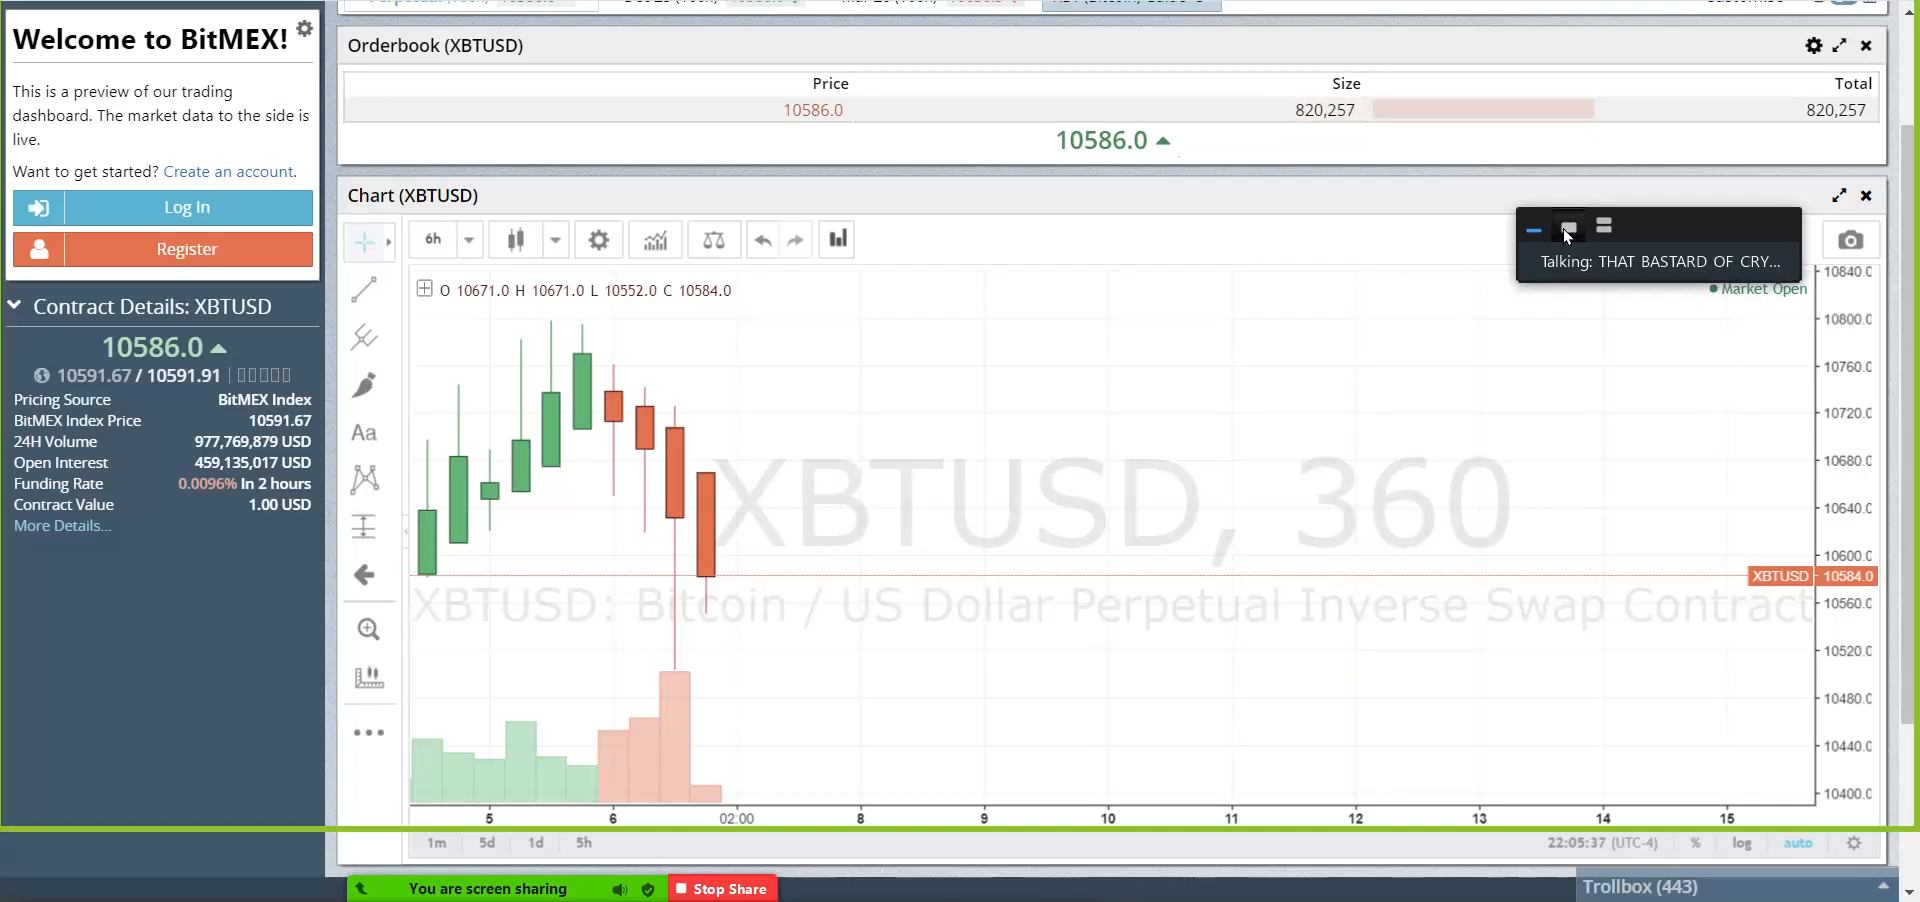 Welcome to BitMEX!
This is a preview of our trading
dashboard. The market data to the side is
live.
Want to get started? Create an account.
Log In
Register
Contract Details: XBTUSD
10586.0
10591.67 / 10591.91
Pricing Source BitMEX Index
BitMEX Index Price 10591.67
24H Volume 977,769,879 USD
Open Interest 459,135,017 USD
Funding Rate 0.0096% In 2 hours
Contract Value 1.00 USD
More Details...
Orderbook (XBTUSD)
Price Size Total
10586.0 820,257 820,257
10586.0
Chart (XBTUSD)
6h
Talking: THAT BASTARD OF CRY...
Market Open
O 10671.0 H 10671.0 L 10552.0 C 10584.0
Aa
XBTUSD, 360
XBTUSD: Bitcoin / US Dollar Perpetual Inverse Swap Contract
10840.0
10800.0
10760.0
10720.0
10680.0
10640.0
10600.0
XBTUSD 10584.0
10560.0
10520.0
10480.0
10440.0
10400.0
5 6 02:00 8 9 10 11 12 13 14 15
1m 5d 1d 5h 22:05:37 (UTC-4) % log auto
You are screen sharing Stop Share
Trollbox (443)